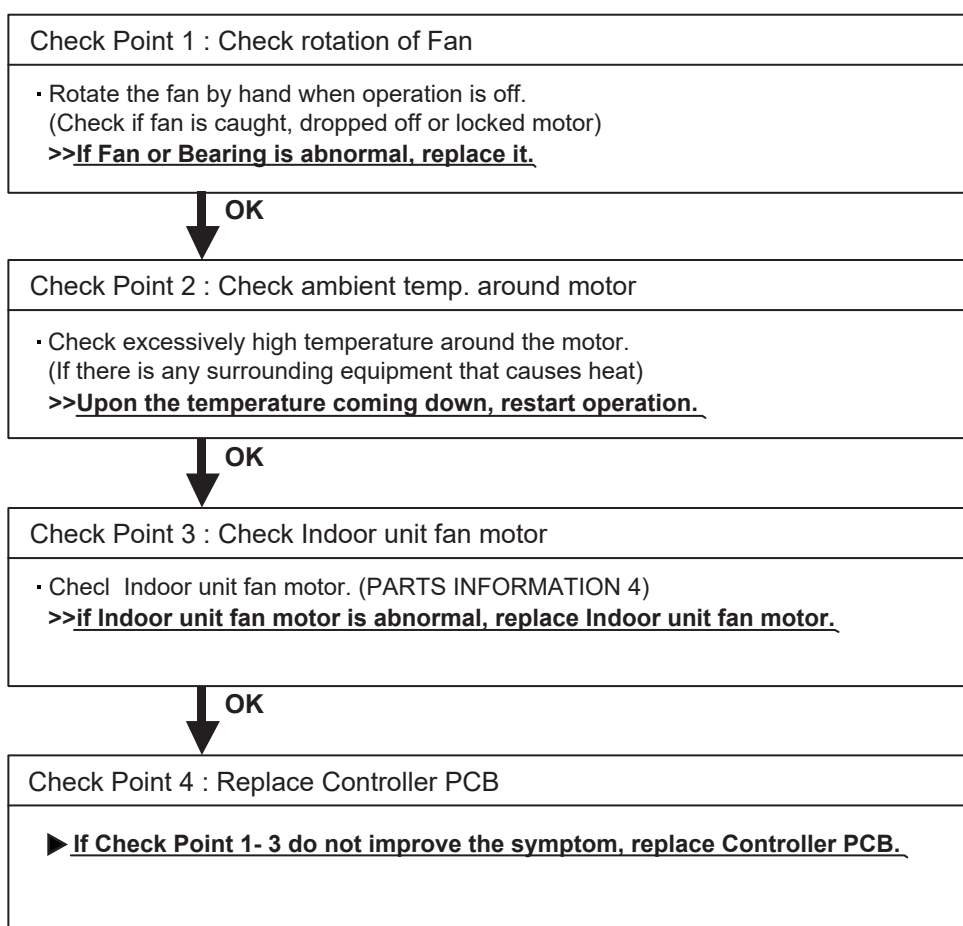 Check Point 1 : Check rotation of Fan
· Rotate the fan by hand when operation is off.
(Check if fan is caught, dropped off or locked motor)
>>If Fan or Bearing is abnormal, replace it.
OK
Check Point 2 : Check ambient temp. around motor
· Check excessively high temperature around the motor.
(If there is any surrounding equipment that causes heat)
>>Upon the temperature coming down, restart operation.
OK
Check Point 3 : Check Indoor unit fan motor
· Checl Indoor unit fan motor. (PARTS INFORMATION 4)
>>if Indoor unit fan motor is abnormal, replace Indoor unit fan motor.
OK
Check Point 4 : Replace Controller PCB
▶ If Check Point 1- 3 do not improve the symptom, replace Controller PCB.